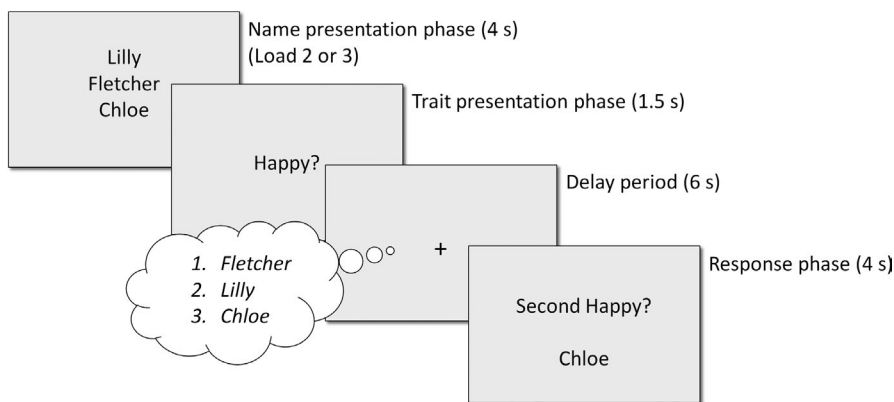 Lilly
Fletcher
Chloe
Name presentation phase (4 s)
(Load 2 or 3)
Happy?
Trait presentation phase (1.5 s)
1. Fletcher
2. Lilly
3. Chloe
+
Delay period (6 s)
Second Happy?
Chloe
Response phase (4 s)